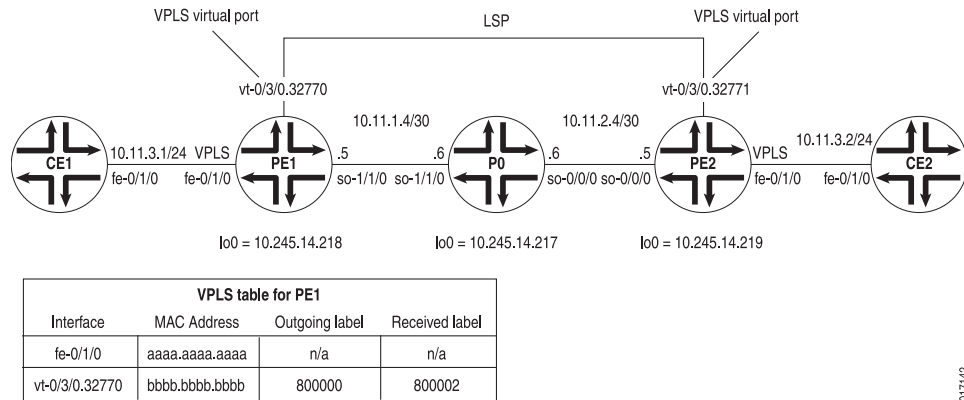 VPLS virtual port
LSP
VPLS virtual port
vt-0/3/0.32770
vt-0/3/0.32771
10.11.1.4/30
10.11.2.4/30
CE1
10.11.3.1/24
VPLS
PE1
.5
.6
P0
.6
.5
PE2
VPLS
10.11.3.2/24
CE2
fe-0/1/0
fe-0/1/0
so-1/1/0
so-1/1/0
so-0/0/0
so-0/0/0
fe-0/1/0
fe-0/1/0
lo0 = 10.245.14.218
lo0 = 10.245.14.217
lo0 = 10.245.14.219
VPLS table for PE1
Interface MAC Address Outgoing label Received label
fe-0/1/0 aaaa.aaaa.aaaa n/a n/a
vt-0/3/0.32770 bbbb.bbbb.bbbb 800000 800002